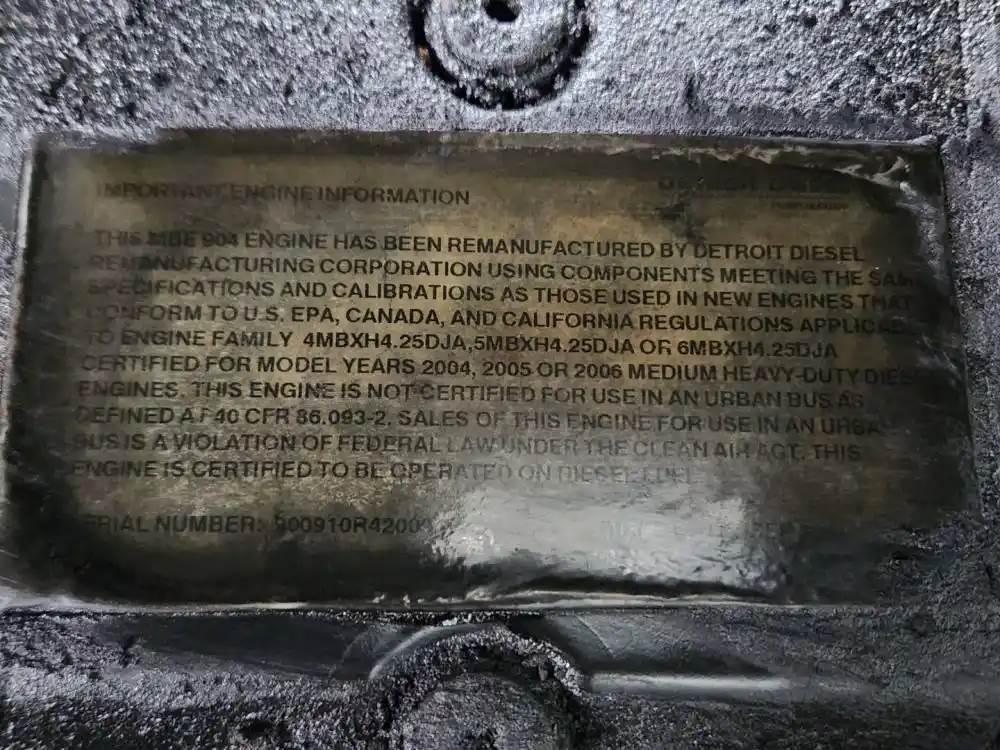 IMPORTANT ENGINE INFORMATION
THIS MBE 904 ENGINE HAS BEEN REMANUFACTURED BY DETROIT DIESEL
REMANUFACTURING CORPORATION USING COMPONENTS MEETING THE
SPECIFICATIONS AND CALIBRATIONS AS THOSE USED IN NEW ENGINES THAT
CONFORM TO U.S. EPA, CANADA, AND CALIFORNIA REGULATIONS
TO ENGINE FAMILY 4MBXH4.25DJA,5MBXH4.25DJA OR 6MBXH4.25DJA
CERTIFIED FOR MODEL YEARS 2004, 2005 OR 2006 MEDIUM HEAVY-DUTY
ENGINES. THIS ENGINE IS NOT CERTIFIED FOR USE IN AN URBAN BUS AS
DEFINED AT 40 CFR 86.093-2. SALES OF THIS ENGINE FOR USE IN AN
BUS IS A VIOLATION OF FEDERAL LAW UNDER THE CLEAN AIR ACT. THIS
ENGINE IS CERTIFIED TO BE OPERATED ON DIESEL FUEL
NUMBER: